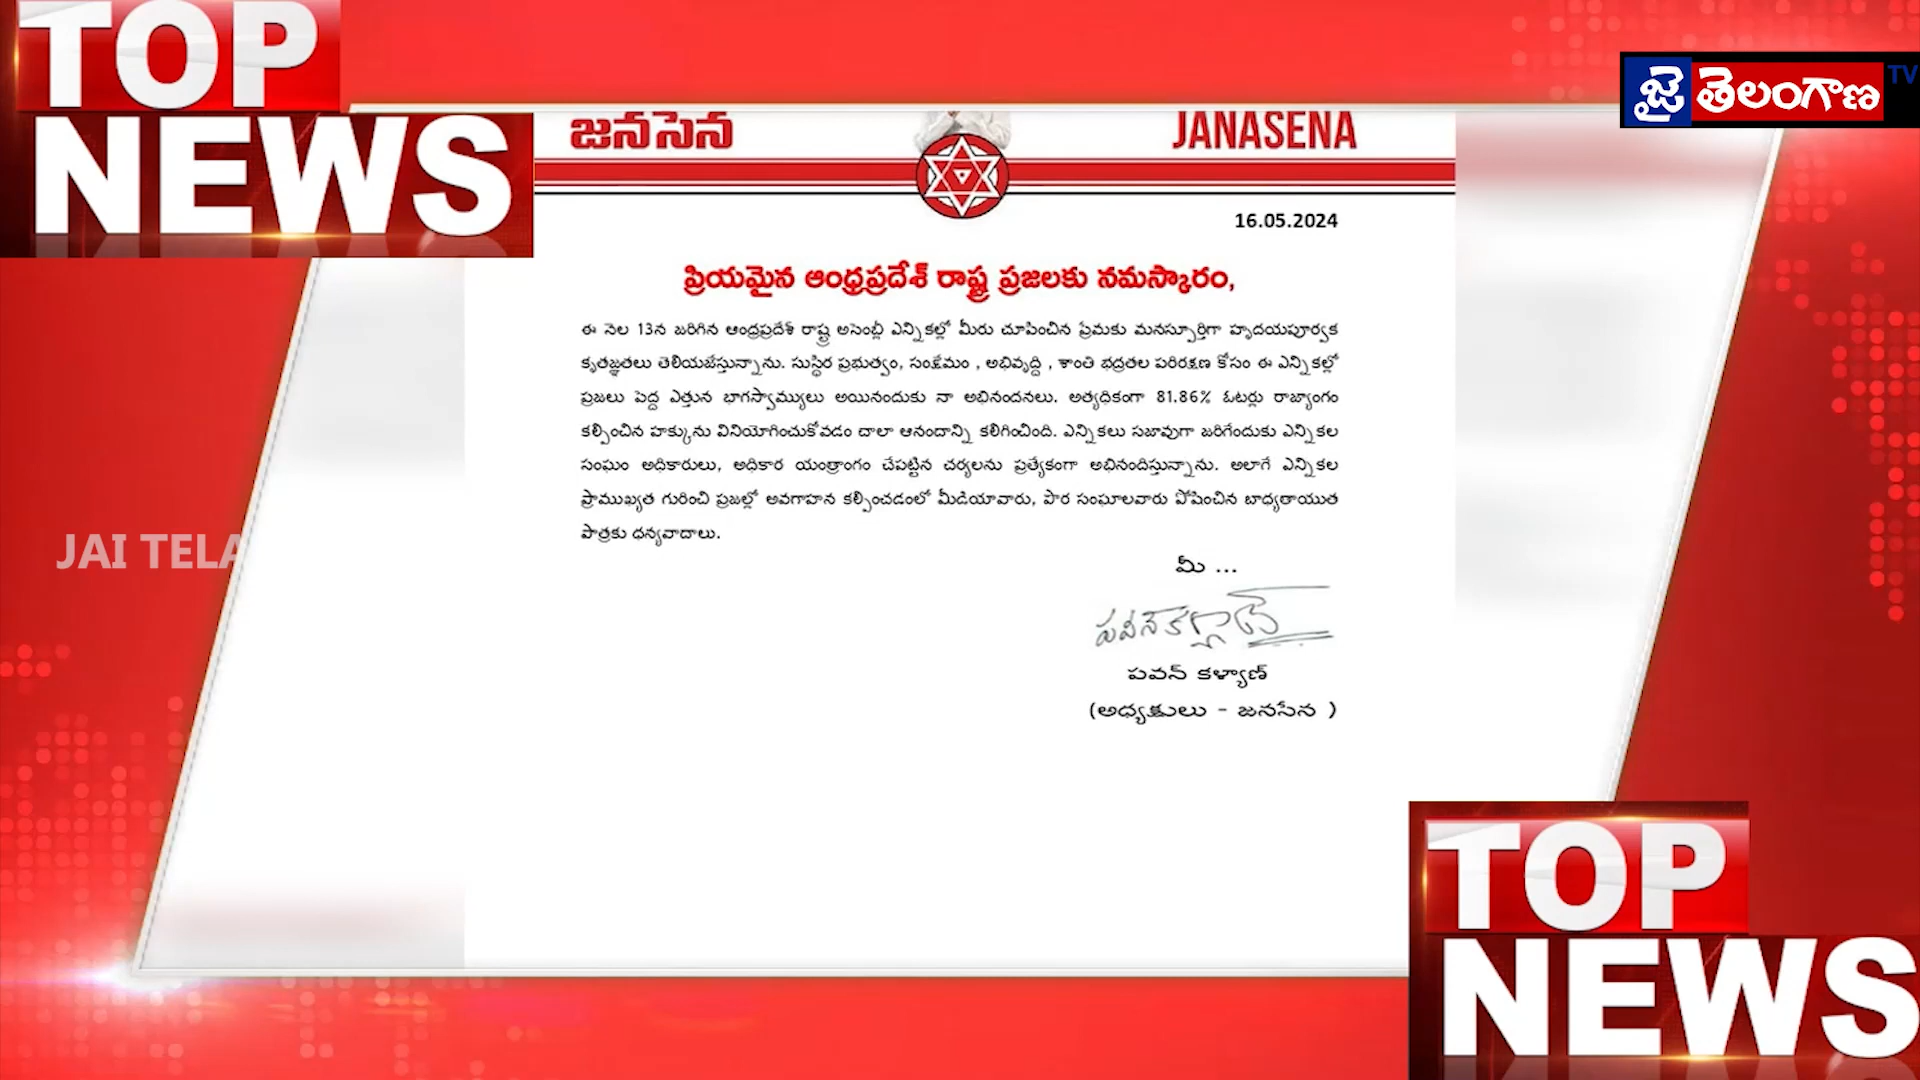 TOP
NEWS
జై తెలంగాణ TV
జనసేన
JANASENA
16.05.2024
ప్రియమైన ఆంధ్రప్రదేశ్ రాష్ట్ర ప్రజలకు నమస్కారం,
ఈ నెల 13న జరిగిన ఆంధ్రప్రదేశ్ రాష్ట్ర అసెంబ్లీ ఎన్నికల్లో మీరు చూపించిన ప్రేమకు మనస్ఫూర్తిగా హృదయపూర్వక
కృతజ్ఞతలు తెలియజేస్తున్నాను. సుస్థిర ప్రభుత్వం, సంక్షేమం , అభివృద్ధి , శాంతి భద్రతల పరిరక్షణ కోసం ఈ ఎన్నికల్లో
ప్రజలు పెద్ద ఎత్తున భాగస్వామ్యులు అయినందుకు నా అభినందనలు. అత్యధికంగా 81.86% ఓటర్లు రాజ్యాంగం
కల్పించిన హక్కును వినియోగించుకోవడం చాలా ఆనందాన్ని కలిగించింది. ఎన్నికలు సజావుగా జరిగేందుకు ఎన్నికల
సంఘం అధికారులు, అధికార యంత్రాంగం చేపట్టిన చర్యలను ప్రత్యేకంగా అభినందిస్తున్నాను. అలాగే ఎన్నికల
ప్రాముఖ్యత గురించి ప్రజల్లో అవగాహన కల్పించడంలో మీడియావారు, పౌర సంఘాలవారు పోషించిన బాధ్యతాయుత
పాత్రకు ధన్యవాదాలు.
JAI TELA
మీ ...
పవన్ కళ్యాణ్
పవన్ కళ్యాణ్
(అధ్యక్షులు - జనసేన )
TOP
NEWS